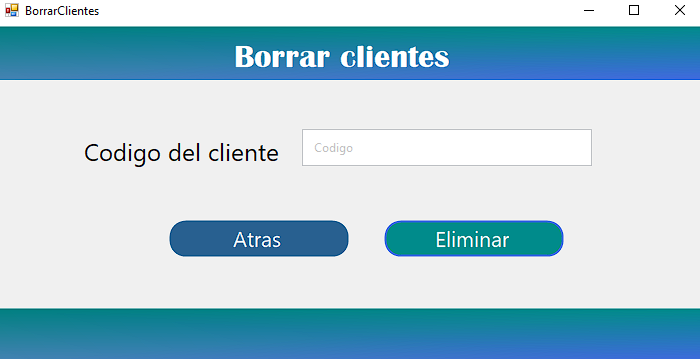 BorrarClientes
Borrar clientes
Codigo del cliente
Codigo
Atras
Eliminar